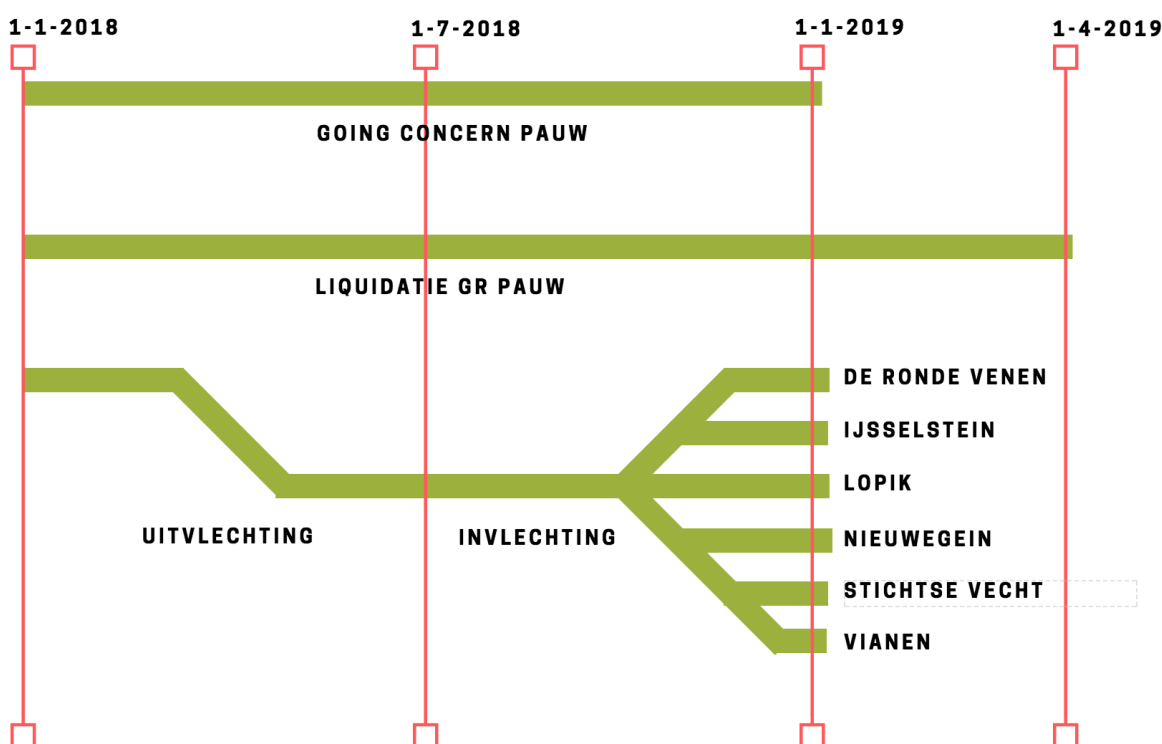 1-1-2018
1-7-2018
1-1-2019
1-4-2019
GOING CONCERN PAUW
LIQUIDATIE GR PAUW
DE RONDE VENEN
IJSSELSTEIN
LOPIK
UITVLECHTING
INVLECHTING
NIEUWEGEIN
STICHTSE VECHT
VIANEN